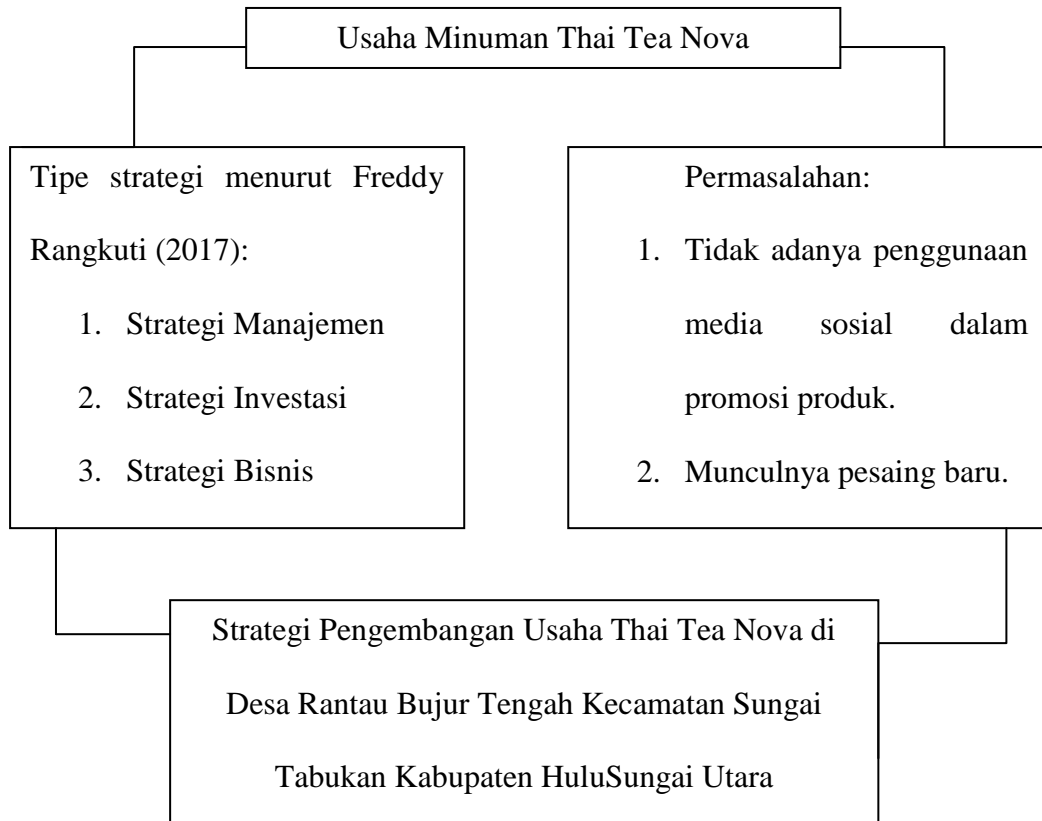 Usaha Minuman Thai Tea Nova
Tipe strategi menurut Freddy
Rangkuti (2017):
1. Strategi Manajemen
2. Strategi Investasi
3. Strategi Bisnis
Permasalahan:
1. Tidak adanya penggunaan
media sosial dalam
promosi produk.
2. Munculnya pesaing baru.
Strategi Pengembangan Usaha Thai Tea Nova di
Desa Rantau Bujur Tengah Kecamatan Sungai
Tabukan Kabupaten HuluSungai Utara